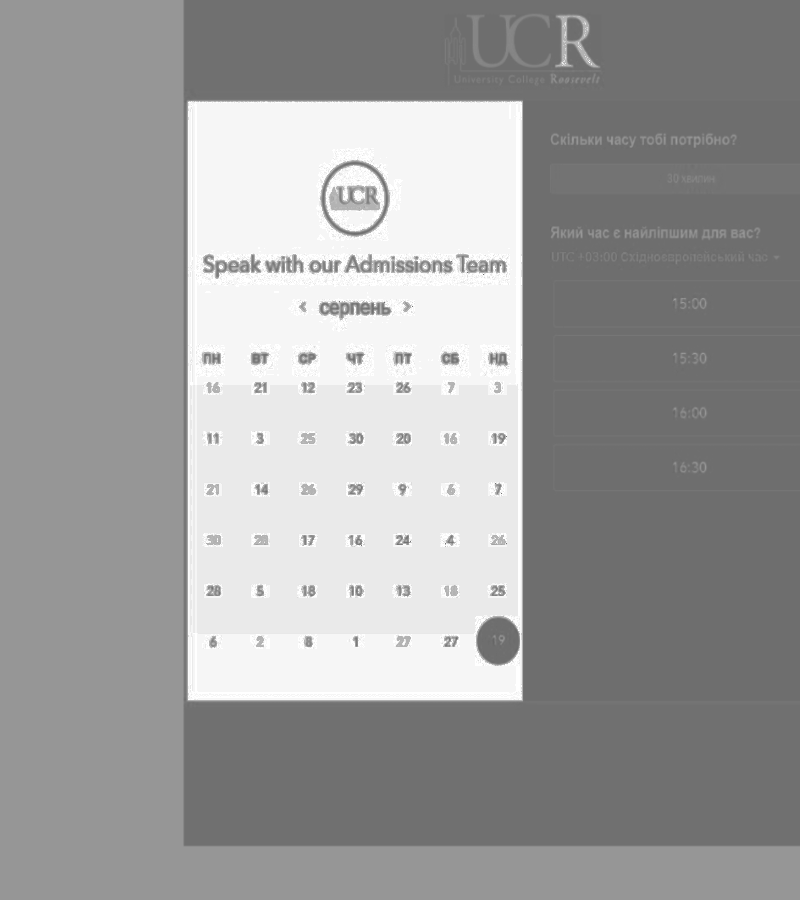 UCR
University College Roosevelt
UCR
Speak with our Admissions Team
< серпень >
ПН ВТ СР ЧТ ПТ СБ НД
16 21 12 23 26 7 3
11 3 25 30 20 16 19
21 14 26 29 9 6 7
30 28 17 16 24 4 26
28 5 18 10 13 18 25
6 2 8 1 27 27 19
Скільки часу тобі потрібно?
30 хвилин
Який час є найліпшим для вас?
UTC +03:00 Східноєвропейський час
15:00
15:30
16:00
16:30